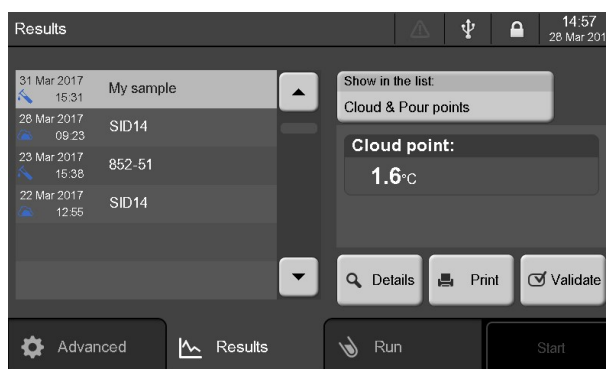 Results
14:57
28 Mar 201
31 Mar 2017
15:31
My sample
28 Mar 2017
09:23
SID14
23 Mar 2017
15:38
852-51
22 Mar 2017
12:55
SID14
Show in the list:
Cloud & Pour points
Cloud point:
1.6°C
Details
Print
Validate
Advanced
Results
Run
Start